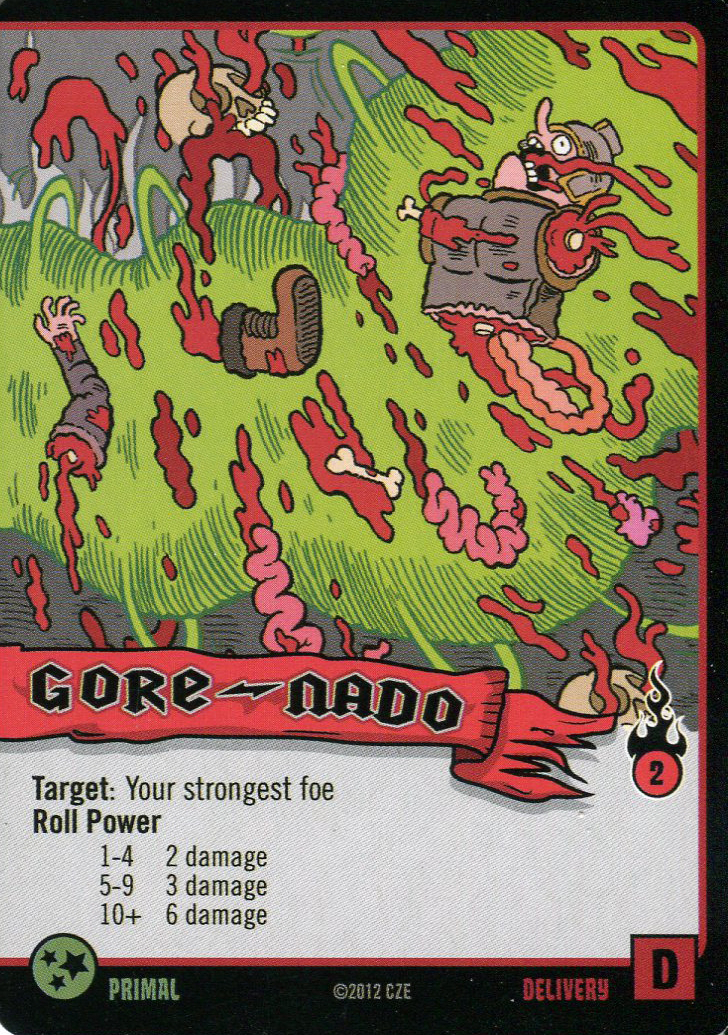 GORE-NADO
2
Target: Your strongest foe
Roll Power
1-4 2 damage
5-9 3 damage
10+ 6 damage
PRIMAL ©2012 CZE DELIVERY D